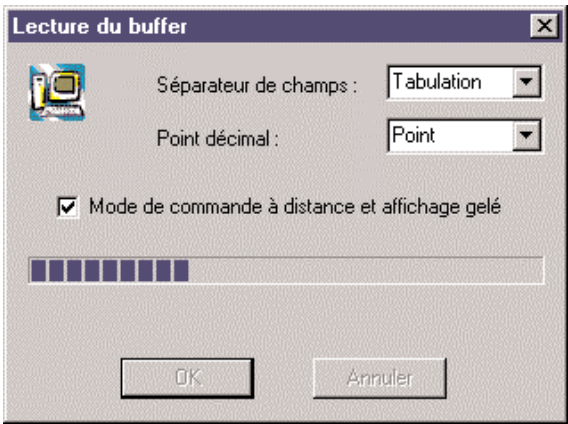 Lecture du buffer
Séparateur de champs : Tabulation
Point décimal : Point
Mode de commande à distance et affichage gelé
OK Annuler